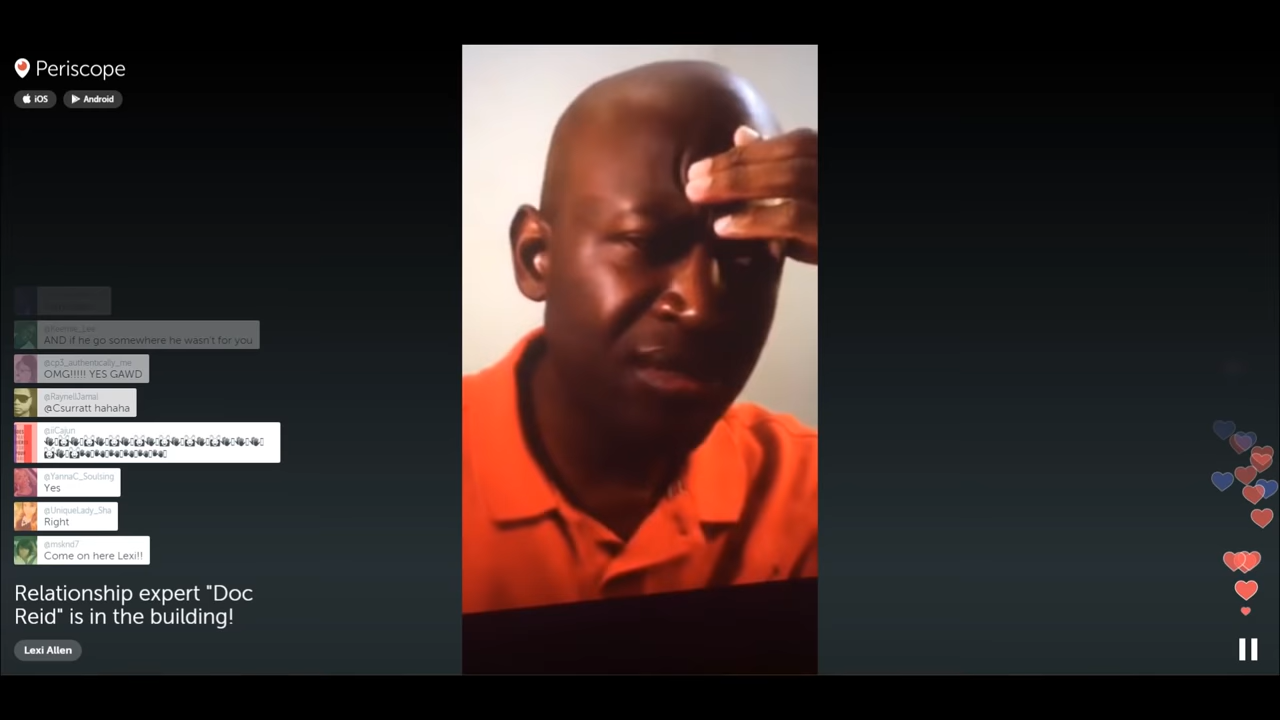 Periscope
iOS
Android
@Yasmine_Lee
AND if he go somewhere he wasn't for you
@cp3_authentically_me
OMG!!!!! YES GAWD
@RaynellJamal
@Csurratt hahaha
@iiCajun
@YannaC_Soulsing
Yes
@UniqueLady_Sha
Right
@msknd7
Come on here Lexi!!
Relationship expert "Doc
Reid" is in the building!
Lexi Allen